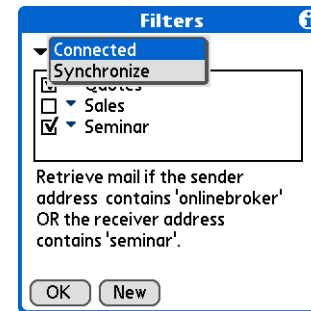 Filters
Connected
Synchronize
Quotes
Sales
Seminar
Retrieve mail if the sender
address contains 'onlinebroker'
OR the receiver address
contains 'seminar'.
OK New